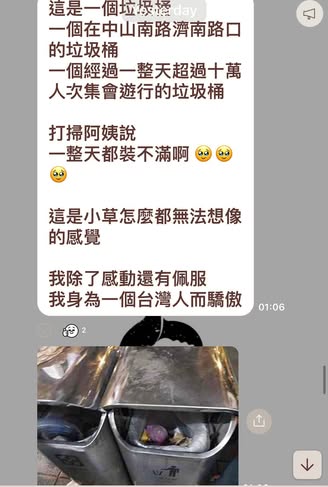 這是一個垃圾桶
Yesterday
一個在中山南路濟南路口
的垃圾桶
一個經過一整天超過十萬
人次集會遊行的垃圾桶
打掃阿姨說
一整天都裝不滿啊 🥹🥹
🥹
這是小草怎麼都無法想像
的感覺
我除了感動還有佩服
我身為一個台灣人而驕傲
01:06
2